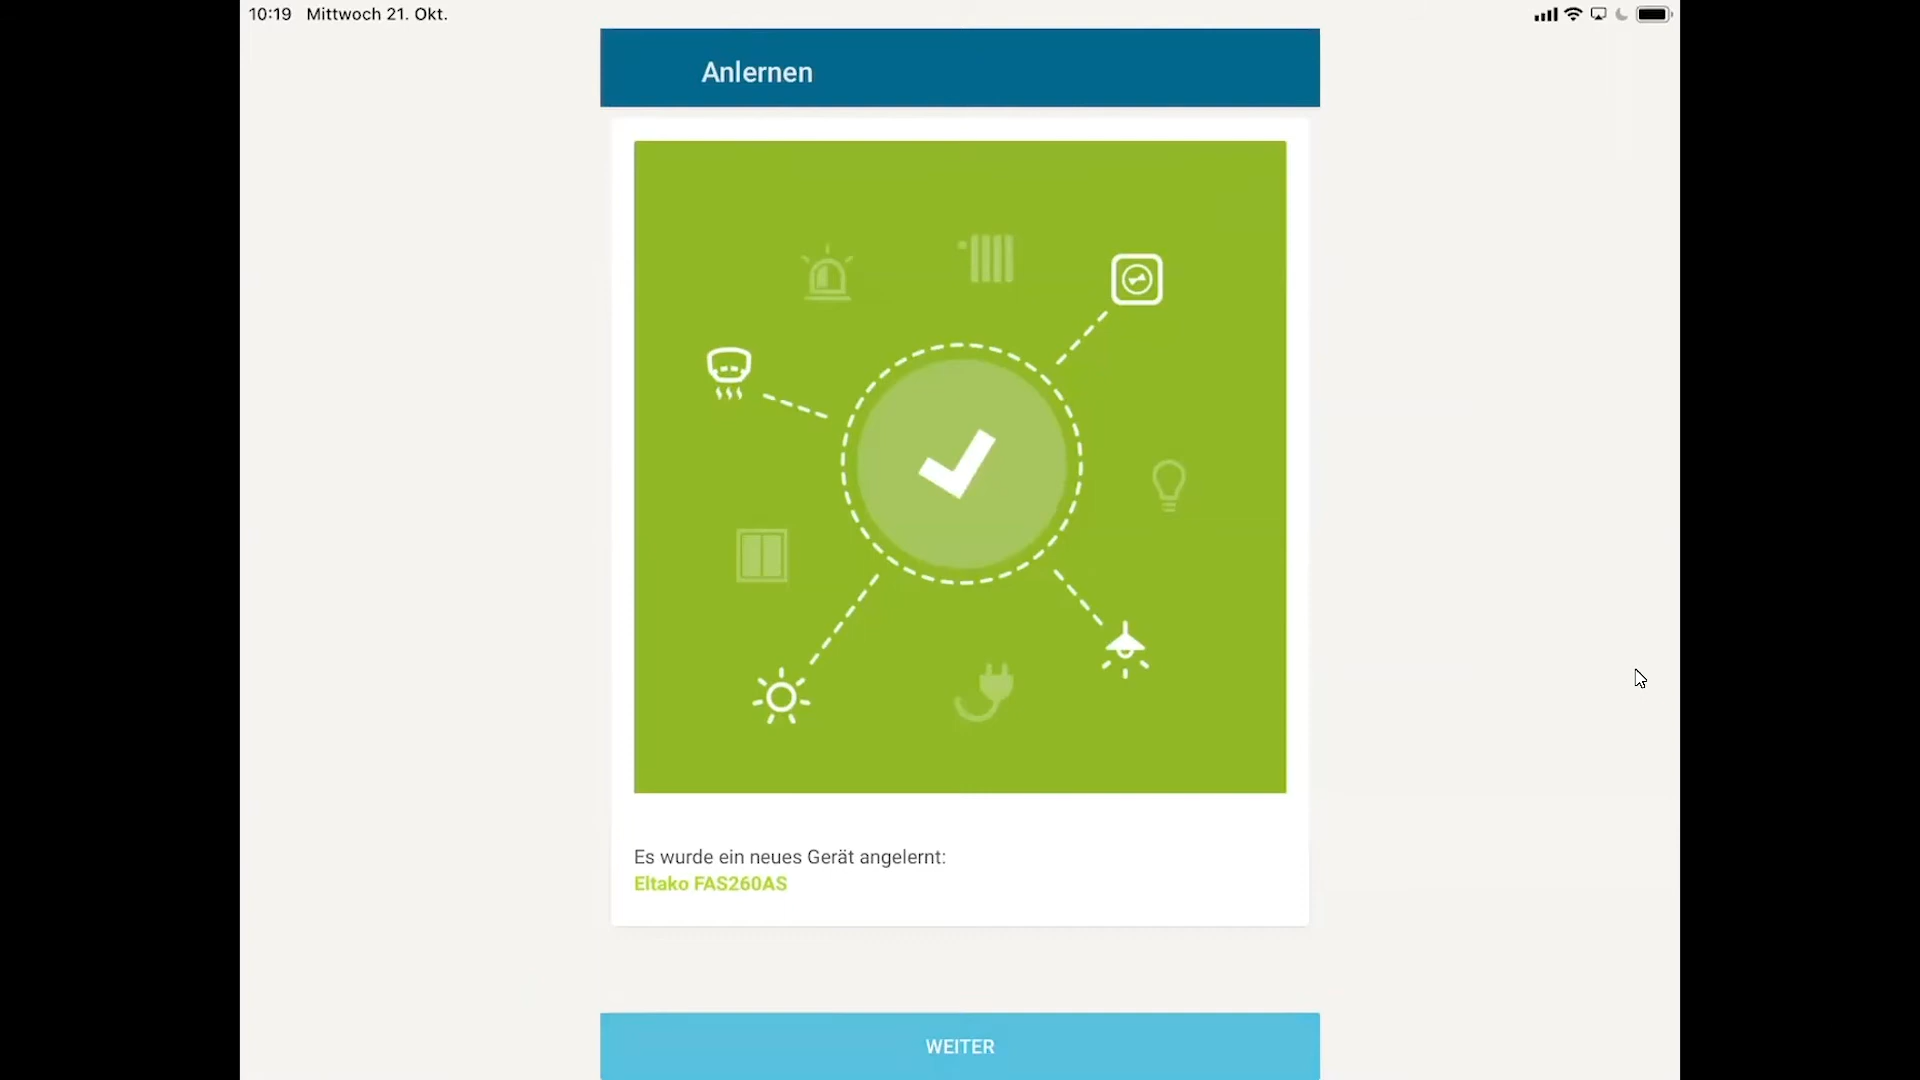 10:19 Mittwoch 21. Okt.
Anlernen
Es wurde ein neues Gerät angelernt:
Eltako FAS260AS
WEITER